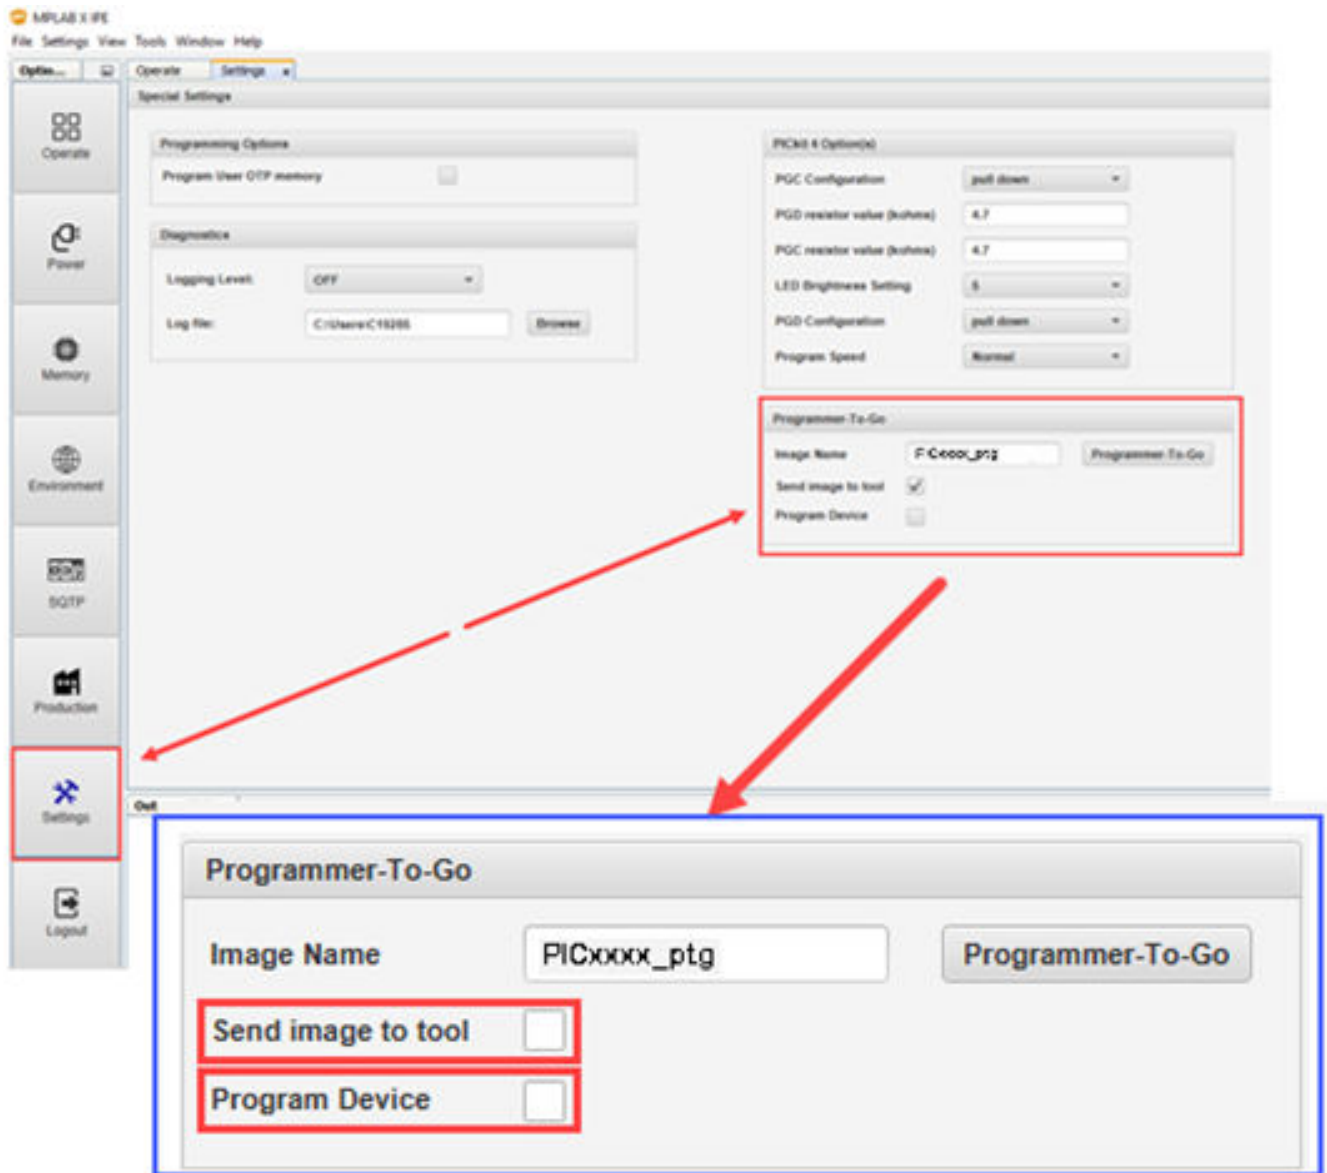 MPLAB X IPE
File Settings View Tools Window Help
Optio...
Operate Settings
Special Settings
Operate
Power
Memory
Environment
SQTP
Production
Settings
Logout
Programming Options
Program User OTP memory
Diagnostics
Logging Level: OFF
Log file: Browse
PICkit 4 Option(s)
PGC Configuration pull down
PGD resistor value (kohms) 4.7
PGC resistor value (kohms) 4.7
LED Brightness Setting 5
PGD Configuration pull down
Program Speed Normal
Programmer-To-Go
Image Name PICxxxx_ptg Programmer-To-Go
Send image to tool
Program Device
Out
Programmer-To-Go
Image Name PICxxxx_ptg Programmer-To-Go
Send image to tool
Program Device